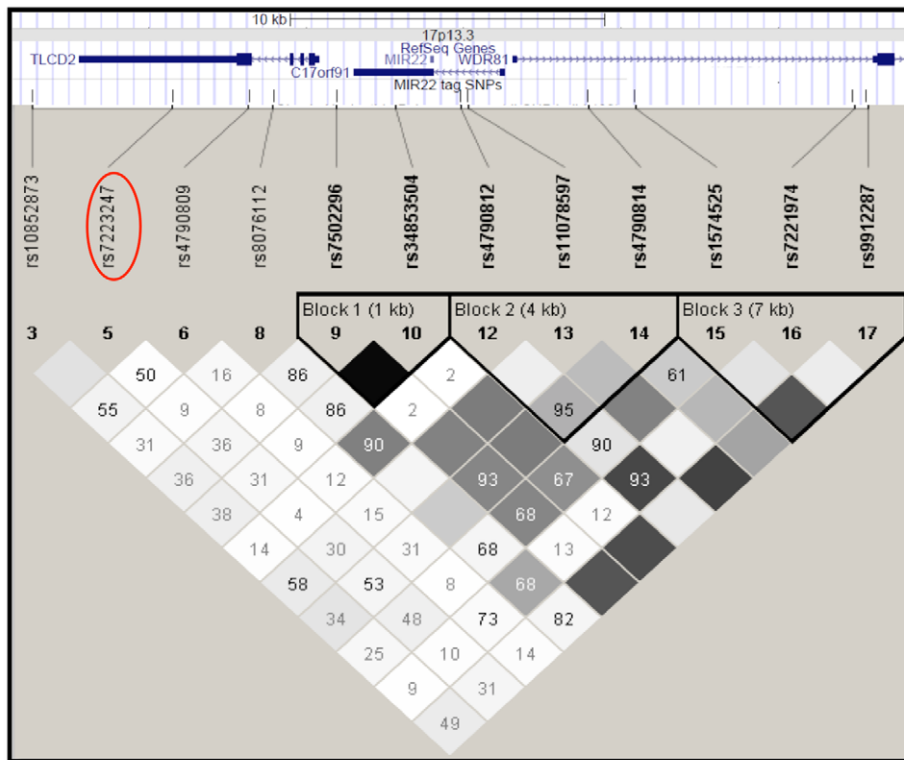 10 kb
17p13.3
RefSeq Genes
TLCD2 MIR22 WDR81
C17orf91
MIR22 tag SNPs
rs10852873 rs7223247 rs4790809 rs8076112 rs7502296 rs34853504 rs4790812 rs11078597 rs4790814 rs1574525 rs7221974 rs9912287
Block 1 (1 kb) Block 2 (4 kb) Block 3 (7 kb)
3 5 6 8 9 10 12 13 14 15 16 17
50 16 86 2 61
55 9 8 86 2 95
31 36 9 90 90
36 31 12 93 67 93
38 4 15 68 12
14 30 31 68 13
58 53 8 68
34 48 73 82
25 10 14
9 31
49